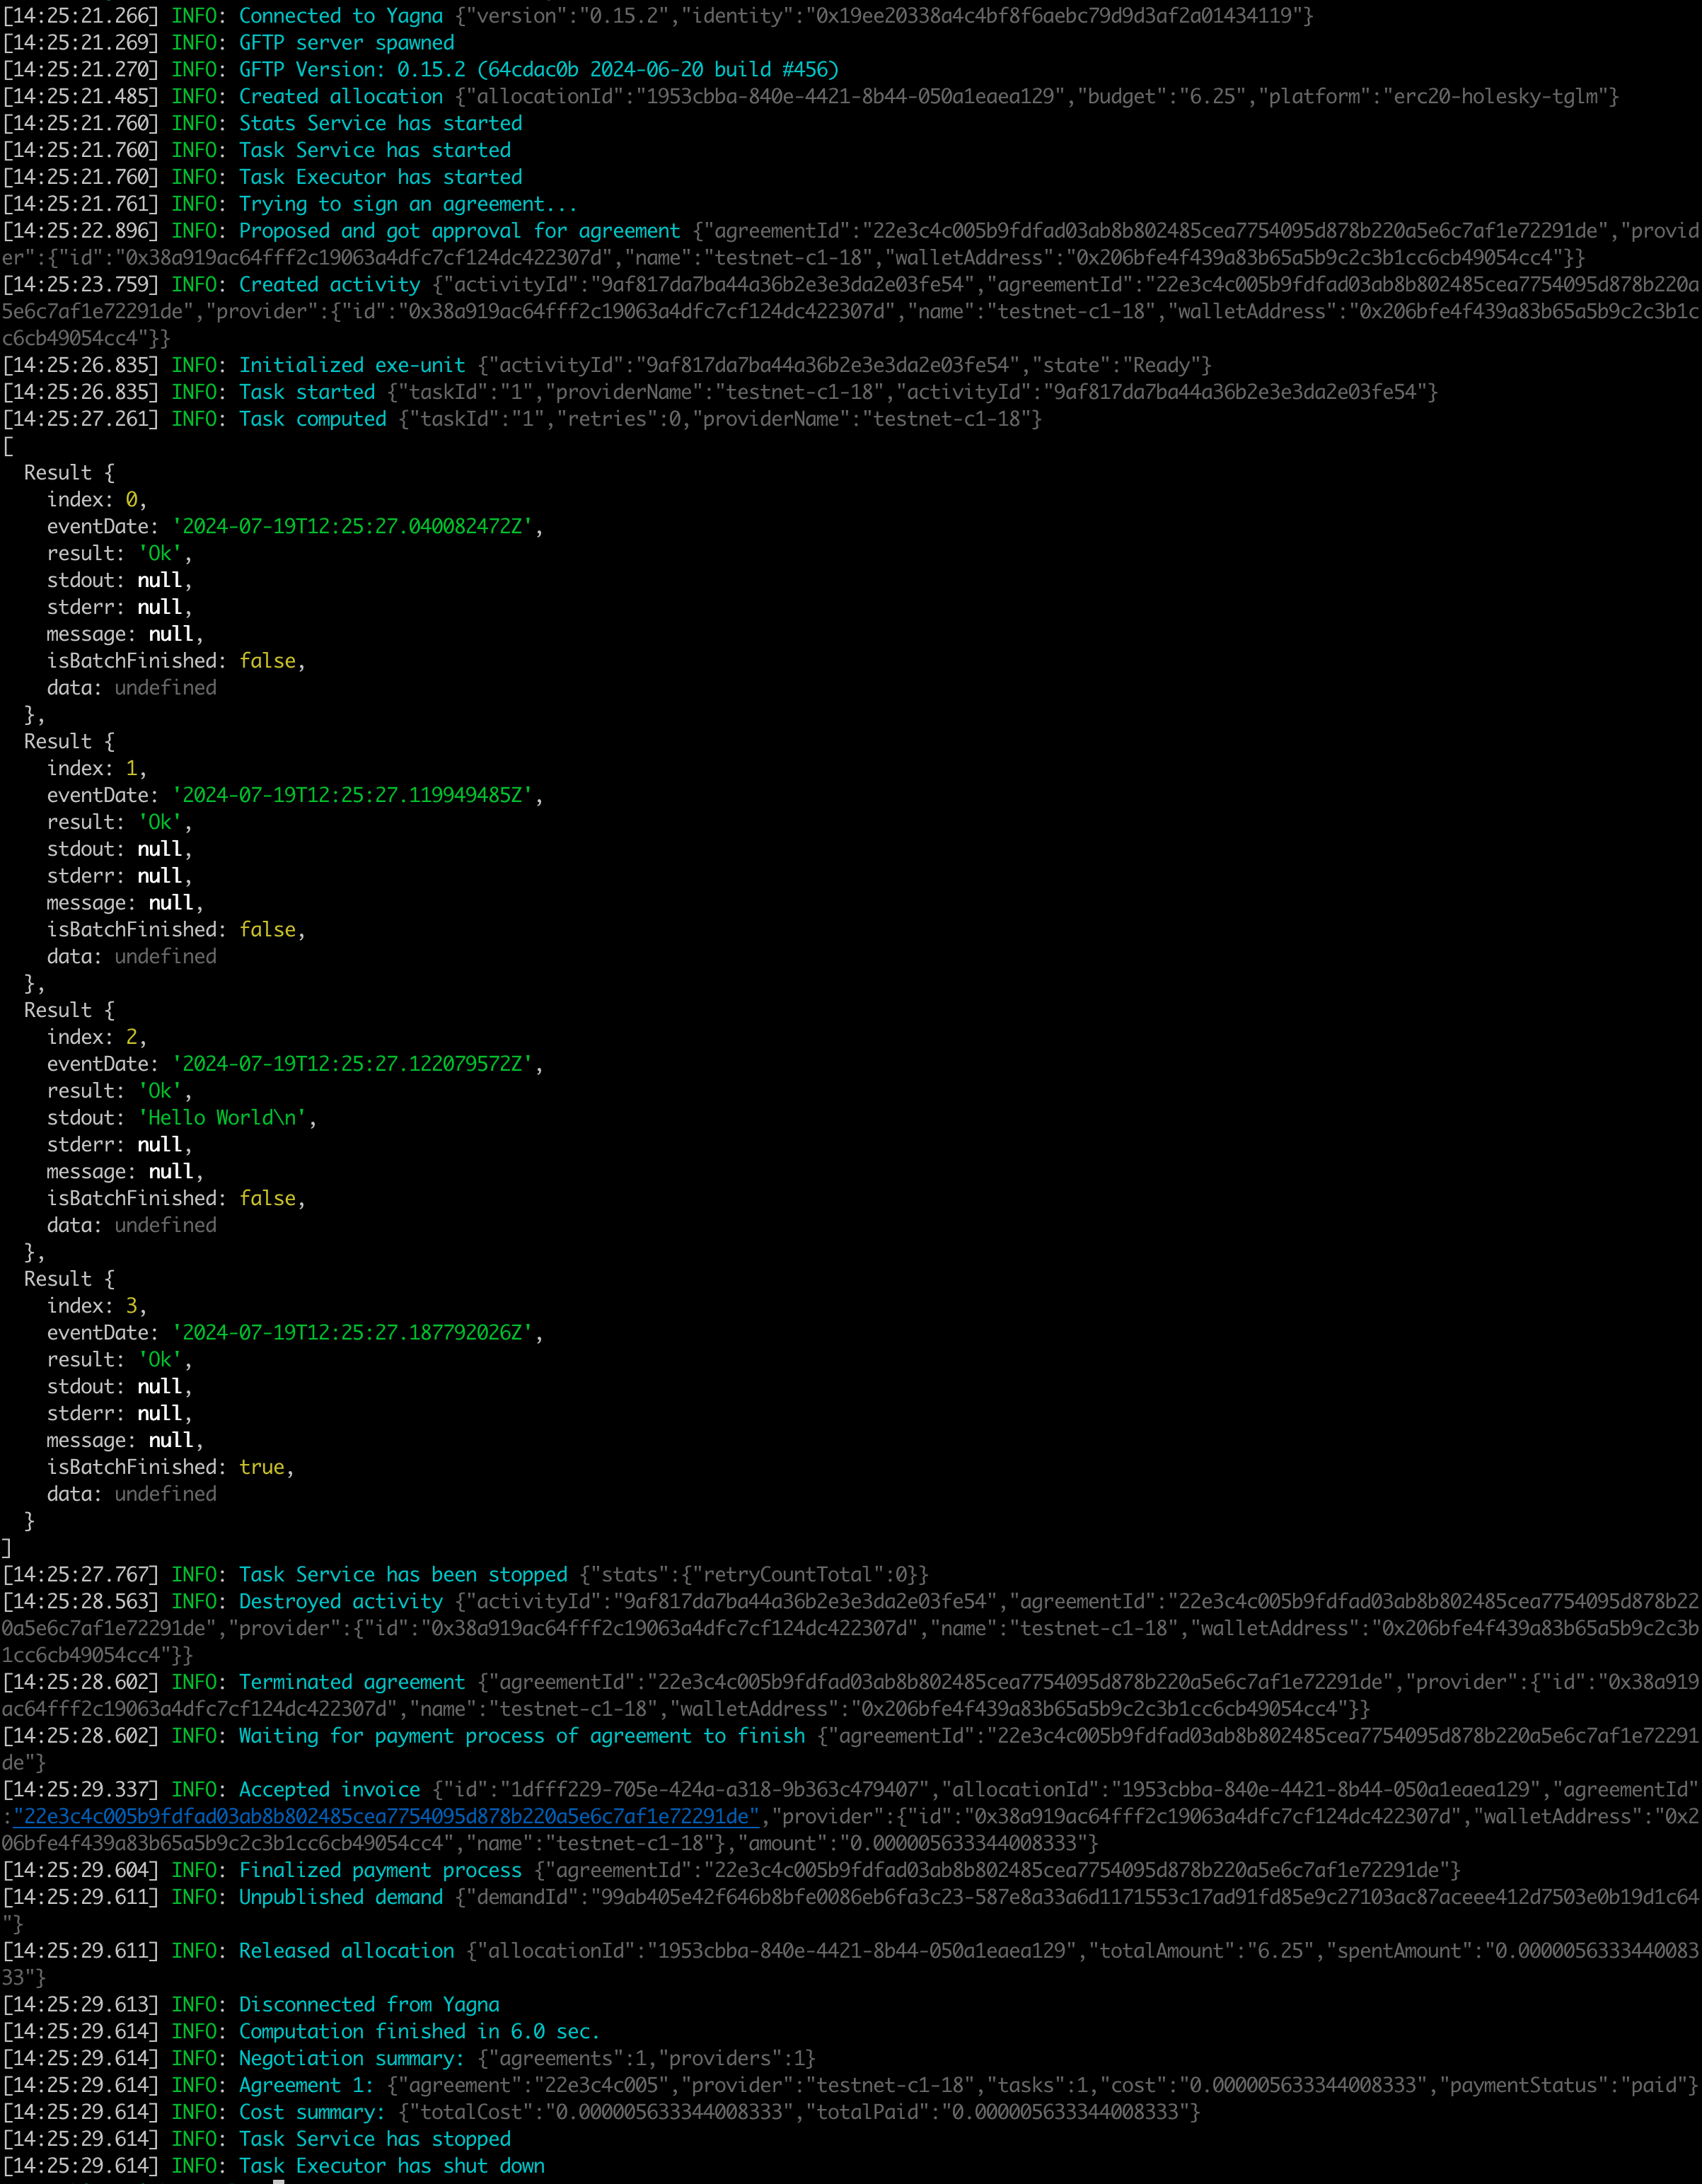 [14:25:21.266] INFO: Connected to Yagna {"version":"0.15.2","identity":"0x19ee20338a4c4bf8f6aebc79d9d3af2a01434119"}
[14:25:21.269] INFO: GFTP server spawned
[14:25:21.270] INFO: GFTP Version: 0.15.2 (64cdac0b 2024-06-20 build #456)
[14:25:21.485] INFO: Created allocation {"allocationId":"1953cbba-840e-4421-8b44-050a1eaea129","budget":"6.25","platform":"erc20-holesky-tglm"}
[14:25:21.760] INFO: Stats Service has started
[14:25:21.760] INFO: Task Service has started
[14:25:21.760] INFO: Task Executor has started
[14:25:21.761] INFO: Trying to sign an agreement...
[14:25:22.896] INFO: Proposed and got approval for agreement {"agreementId":"22e3c4c005b9fdfad03ab8b802485cea7754095d878b220a5e6c7af1e72291de","provid
er":{"id":"0x38a919ac64fff2c19063a4dfc7cf124dc422307d","name":"testnet-c1-18","walletAddress":"0x206bfe4f439a83b65a5b9c2c3b1cc6cb49054cc4"}}
[14:25:23.759] INFO: Created activity {"activityId":"9af817da7ba44a36b2e3e3da2e03fe54","agreementId":"22e3c4c005b9fdfad03ab8b802485cea7754095d878b220a
5e6c7af1e72291de","provider":{"id":"0x38a919ac64fff2c19063a4dfc7cf124dc422307d","name":"testnet-c1-18","walletAddress":"0x206bfe4f439a83b65a5b9c2c3b1c
c6cb49054cc4"}}
[14:25:26.835] INFO: Initialized exe-unit {"activityId":"9af817da7ba44a36b2e3e3da2e03fe54","state":"Ready"}
[14:25:26.835] INFO: Task started {"taskId":"1","providerName":"testnet-c1-18","activityId":"9af817da7ba44a36b2e3e3da2e03fe54"}
[14:25:27.261] INFO: Task computed {"taskId":"1","retries":0,"providerName":"testnet-c1-18"}
[
  Result {
    index: 0,
    eventDate: '2024-07-19T12:25:27.040082472Z',
    result: 'Ok',
    stdout: null,
    stderr: null,
    message: null,
    isBatchFinished: false,
    data: undefined
  },
  Result {
    index: 1,
    eventDate: '2024-07-19T12:25:27.119949485Z',
    result: 'Ok',
    stdout: null,
    stderr: null,
    message: null,
    isBatchFinished: false,
    data: undefined
  },
  Result {
    index: 2,
    eventDate: '2024-07-19T12:25:27.122079572Z',
    result: 'Ok',
    stdout: 'Hello World\n',
    stderr: null,
    message: null,
    isBatchFinished: false,
    data: undefined
  },
  Result {
    index: 3,
    eventDate: '2024-07-19T12:25:27.187792026Z',
    result: 'Ok',
    stdout: null,
    stderr: null,
    message: null,
    isBatchFinished: true,
    data: undefined
  }
]
[14:25:27.767] INFO: Task Service has been stopped {"stats":{"retryCountTotal":0}}
[14:25:28.563] INFO: Destroyed activity {"activityId":"9af817da7ba44a36b2e3e3da2e03fe54","agreementId":"22e3c4c005b9fdfad03ab8b802485cea7754095d878b22
0a5e6c7af1e72291de","provider":{"id":"0x38a919ac64fff2c19063a4dfc7cf124dc422307d","name":"testnet-c1-18","walletAddress":"0x206bfe4f439a83b65a5b9c2c3b
1cc6cb49054cc4"}}
[14:25:28.602] INFO: Terminated agreement {"agreementId":"22e3c4c005b9fdfad03ab8b802485cea7754095d878b220a5e6c7af1e72291de","provider":{"id":"0x38a919
ac64fff2c19063a4dfc7cf124dc422307d","name":"testnet-c1-18","walletAddress":"0x206bfe4f439a83b65a5b9c2c3b1cc6cb49054cc4"}}
[14:25:28.602] INFO: Waiting for payment process of agreement to finish {"agreementId":"22e3c4c005b9fdfad03ab8b802485cea7754095d878b220a5e6c7af1e72291
de"}
[14:25:29.337] INFO: Accepted invoice {"id":"1dfff229-705e-424a-a318-9b363c479407","allocationId":"1953cbba-840e-4421-8b44-050a1eaea129","agreementId"
:"22e3c4c005b9fdfad03ab8b802485cea7754095d878b220a5e6c7af1e72291de","provider":{"id":"0x38a919ac64fff2c19063a4dfc7cf124dc422307d","walletAddress":"0x2
06bfe4f439a83b65a5b9c2c3b1cc6cb49054cc4","name":"testnet-c1-18"},"amount":"0.000005633344008333"}
[14:25:29.604] INFO: Finalized payment process {"agreementId":"22e3c4c005b9fdfad03ab8b802485cea7754095d878b220a5e6c7af1e72291de"}
[14:25:29.611] INFO: Unpublished demand {"demandId":"99ab405e42f646b8bfe0086eb6fa3c23-587e8a33a6d1171553c17ad91fd85e9c27103ac87aceee412d7503e0b19d1c64
"}
[14:25:29.611] INFO: Released allocation {"allocationId":"1953cbba-840e-4421-8b44-050a1eaea129","totalAmount":"6.25","spentAmount":"0.0000056333440083
33"}
[14:25:29.613] INFO: Disconnected from Yagna
[14:25:29.614] INFO: Computation finished in 6.0 sec.
[14:25:29.614] INFO: Negotiation summary: {"agreements":1,"providers":1}
[14:25:29.614] INFO: Agreement 1: {"agreement":"22e3c4c005","provider":"testnet-c1-18","tasks":1,"cost":"0.000005633344008333","paymentStatus":"paid"}
[14:25:29.614] INFO: Cost summary: {"totalCost":"0.000005633344008333","totalPaid":"0.000005633344008333"}
[14:25:29.614] INFO: Task Service has stopped
[14:25:29.614] INFO: Task Executor has shut down